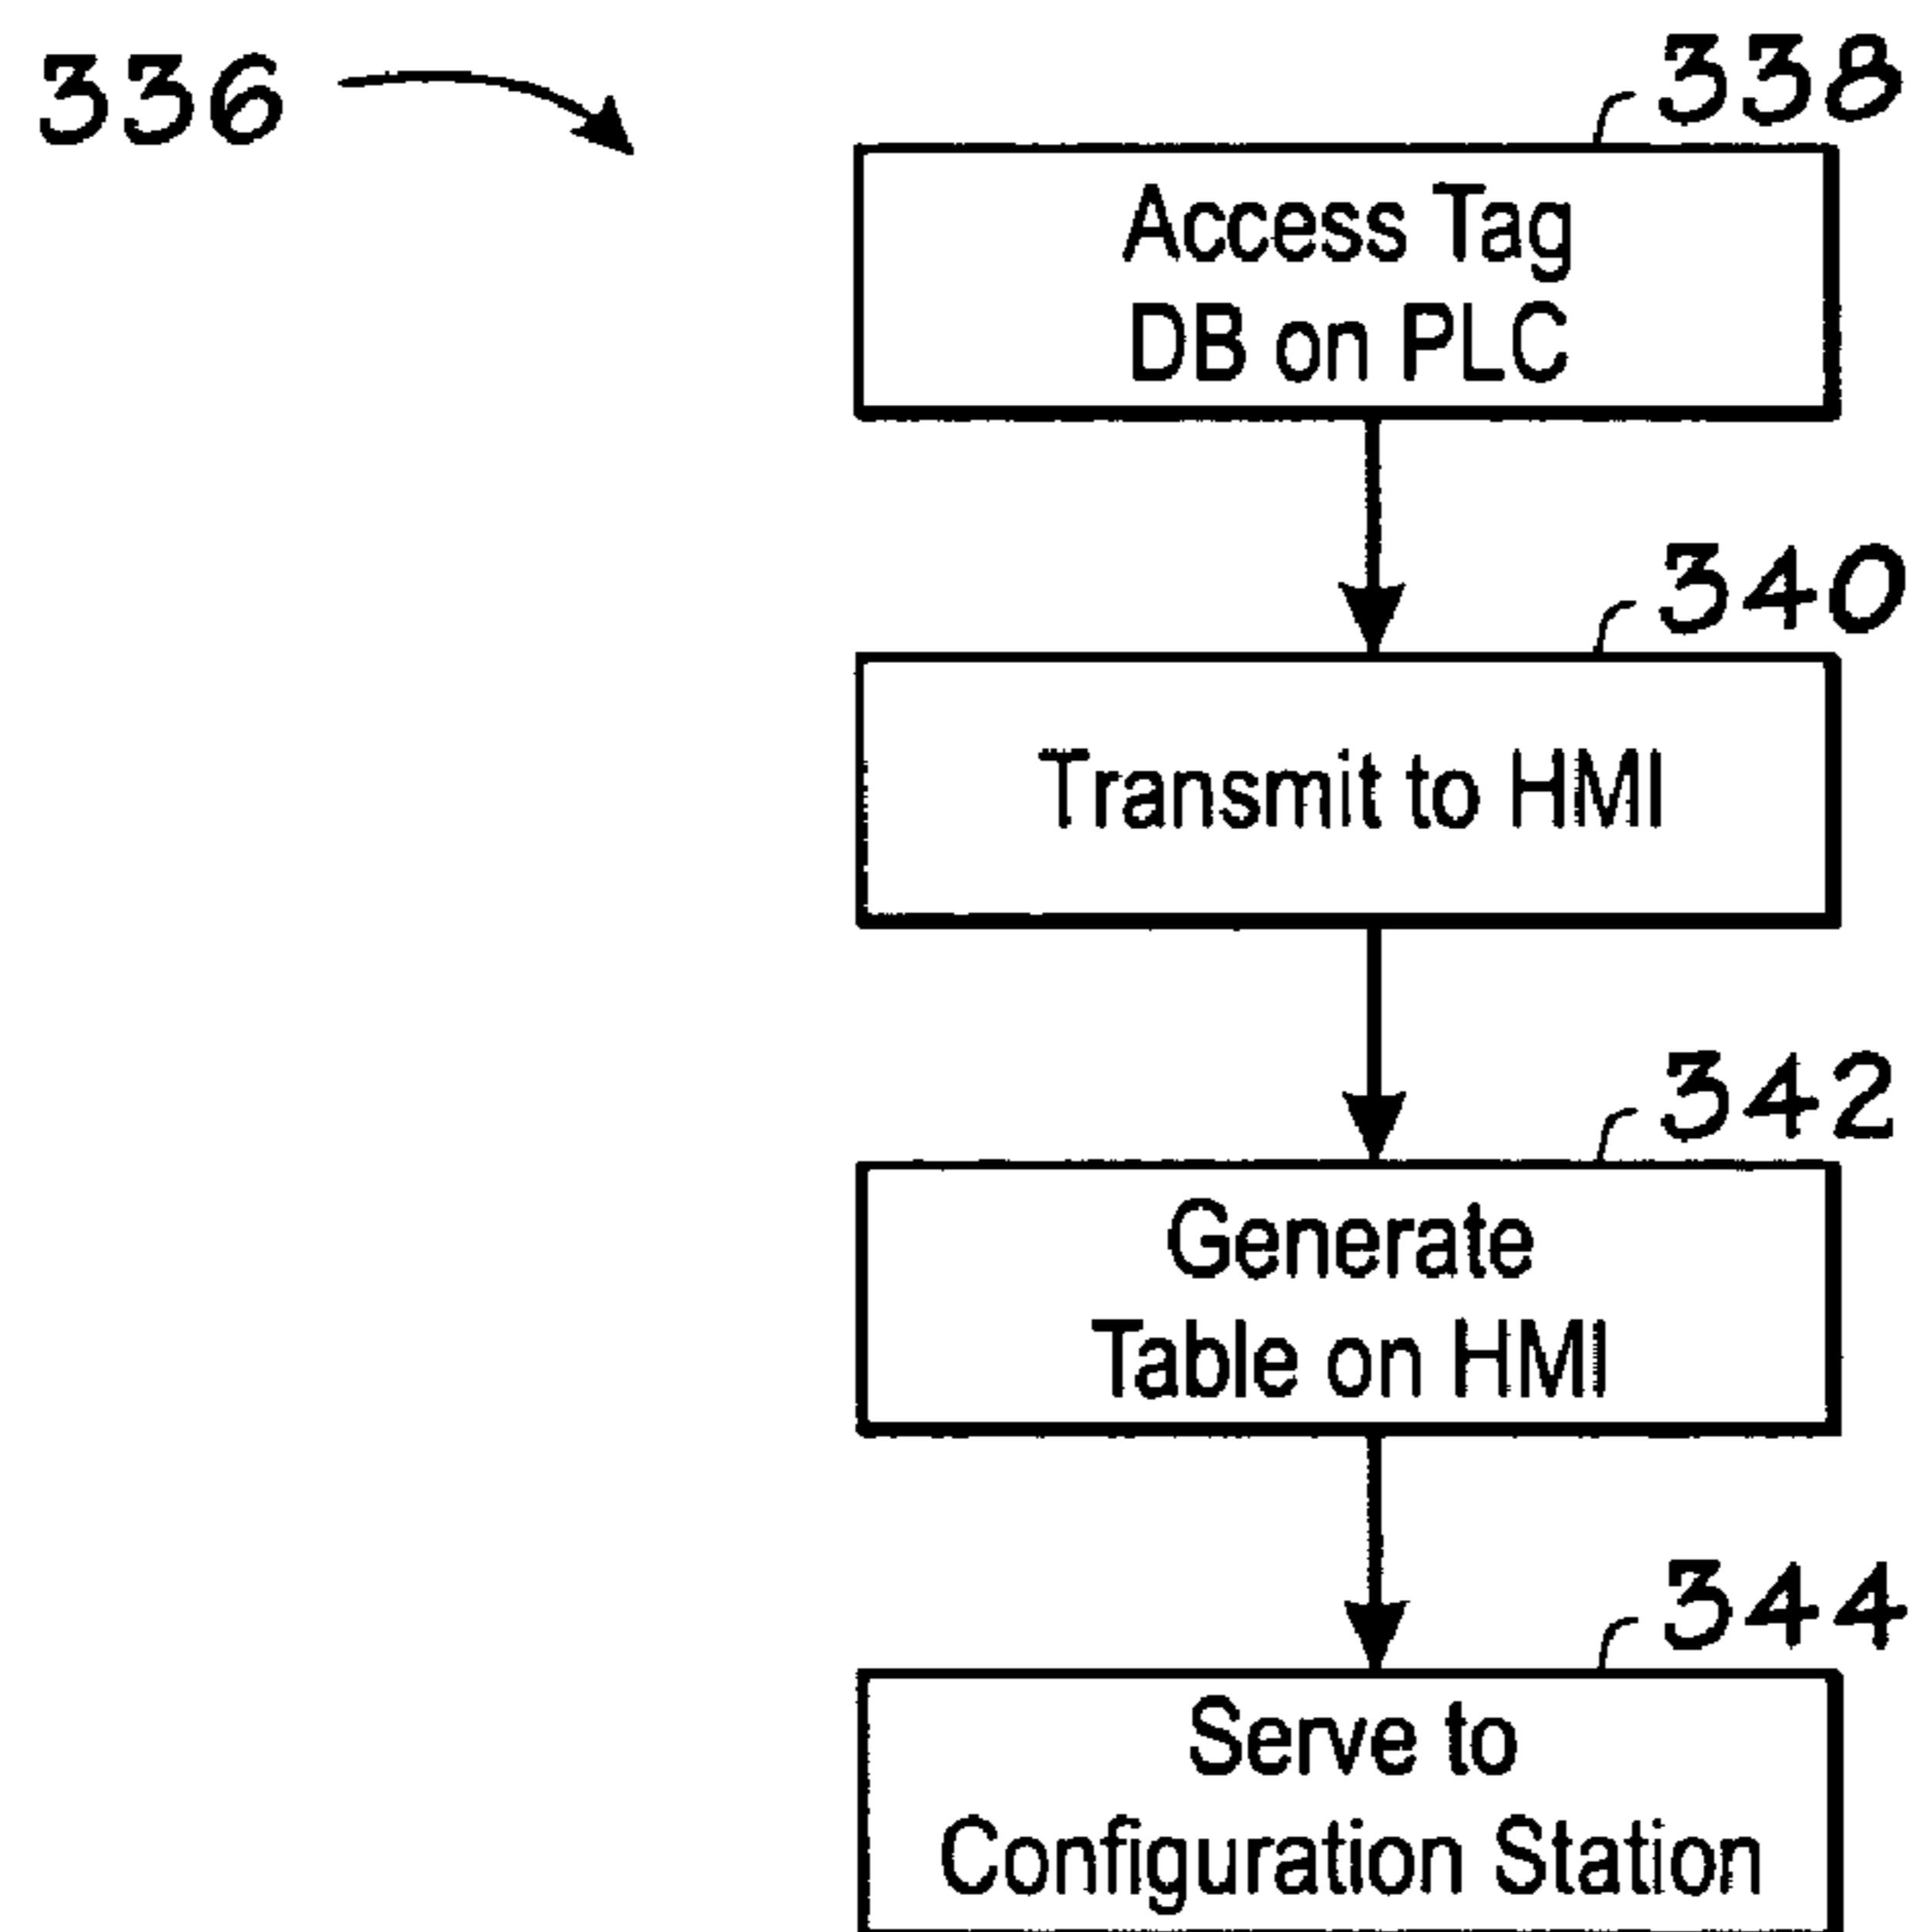 336
338
Access Tag
DB on PLC
340
Transmit to HMI
342
Generate
Table on HMI
344
Serve to
Configuration Station